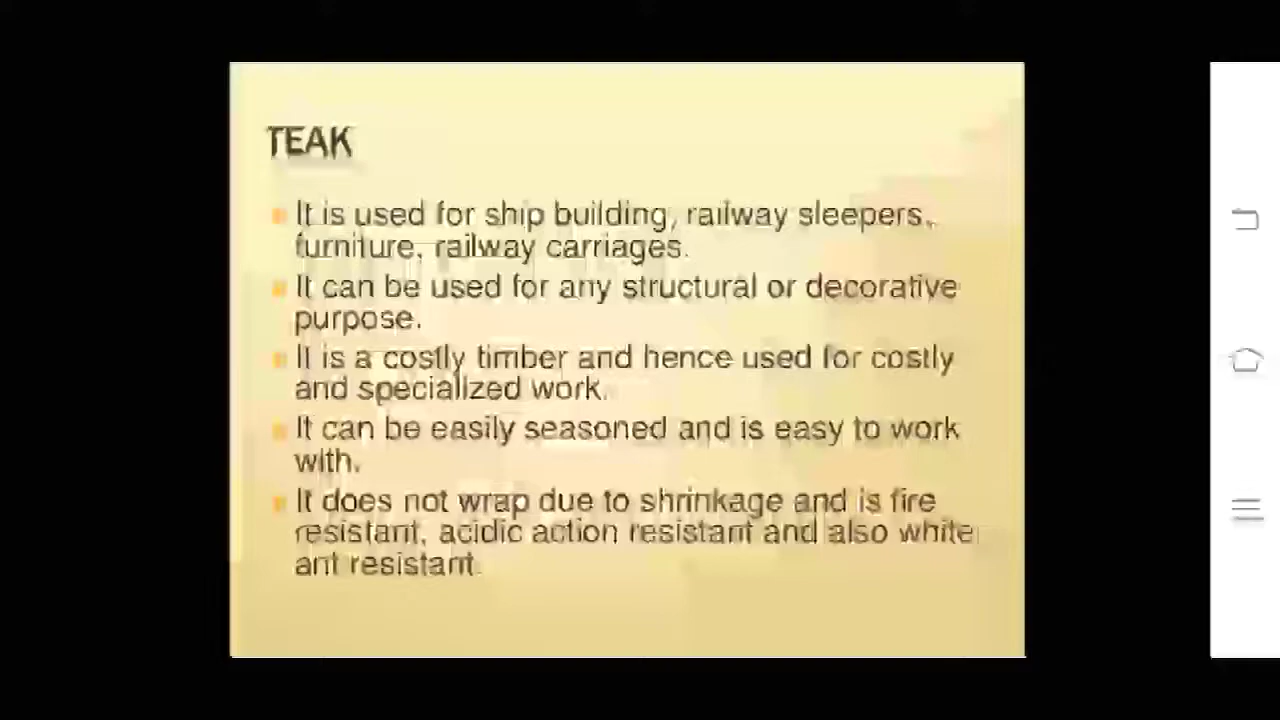 TEAK
It is used for ship building, railway sleepers,
furniture, railway carriages.
It can be used for any structural or decorative
purpose.
It is a costly timber and hence used for costly
and specialized work.
It can be easily seasoned and is easy to work
with.
It does not wrap due to shrinkage and is fire
resistant, acidic action resistant and also white
ant resistant.